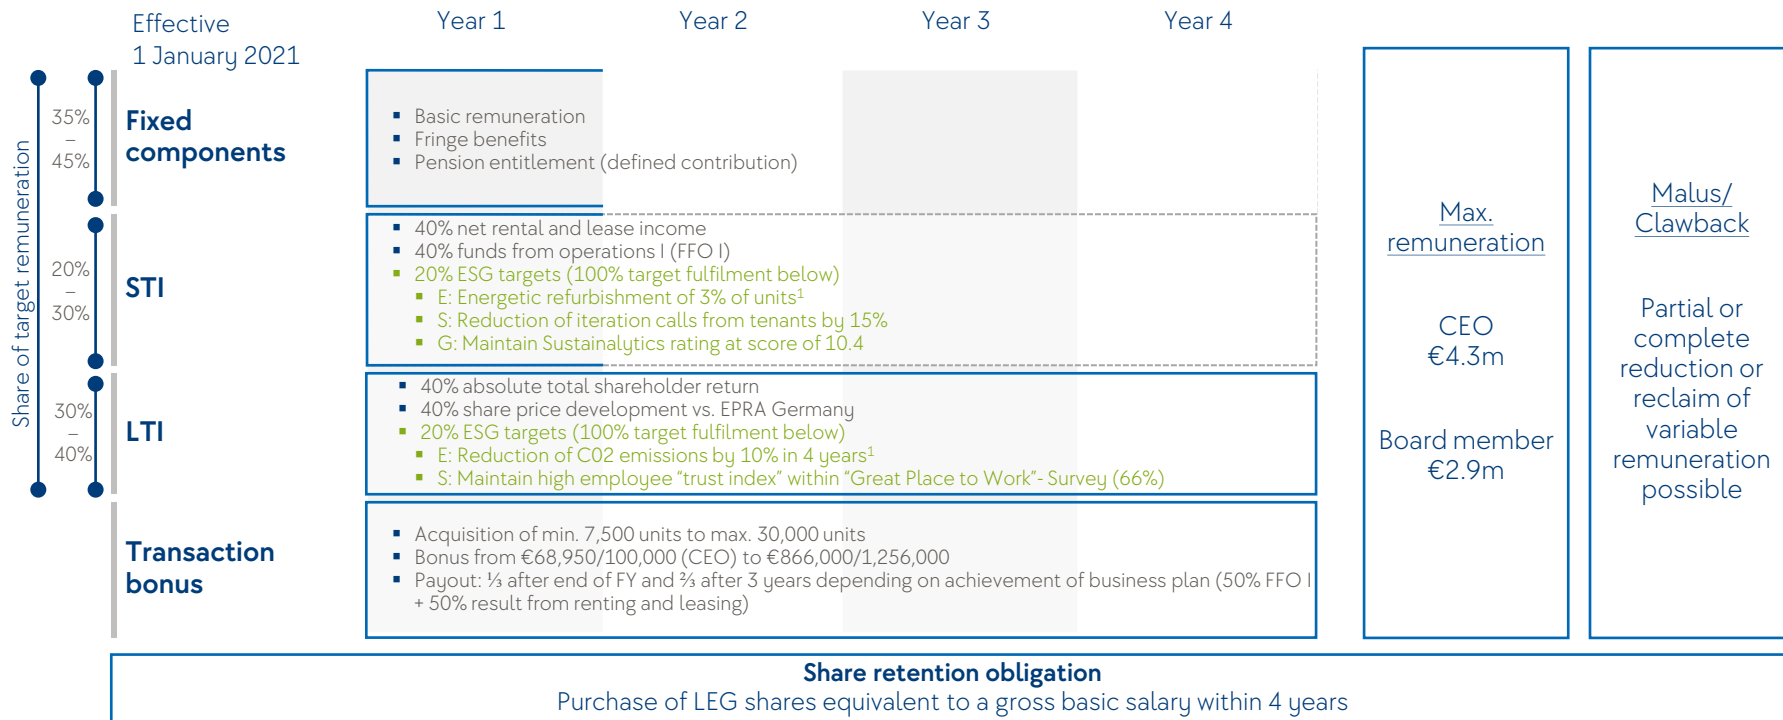 Effective
1 January 2021
Year 1
Year 2
Year 3
Year 4
Share of target remuneration
35%
–
45%
Fixed
components
▪ Basic remuneration
▪ Fringe benefits
▪ Pension entitlement (defined contribution)
20%
–
30%
STI
▪ 40% net rental and lease income
▪ 40% funds from operations I (FFO I)
▪ 20% ESG targets (100% target fulfilment below)
▪ E: Energetic refurbishment of 3% of units¹
▪ S: Reduction of iteration calls from tenants by 15%
▪ G: Maintain Sustainalytics rating at score of 10.4
30%
–
40%
LTI
▪ 40% absolute total shareholder return
▪ 40% share price development vs. EPRA Germany
▪ 20% ESG targets (100% target fulfilment below)
▪ E: Reduction of C02 emissions by 10% in 4 years¹
▪ S: Maintain high employee “trust index” within “Great Place to Work”- Survey (66%)
Transaction
bonus
▪ Acquisition of min. 7,500 units to max. 30,000 units
▪ Bonus from €68,950/100,000 (CEO) to €866,000/1,256,000
▪ Payout: ⅓ after end of FY and ⅔ after 3 years depending on achievement of business plan (50% FFO I
+ 50% result from renting and leasing)
Max.
remuneration
CEO
€4.3m
Board member
€2.9m
Malus/
Clawback
Partial or
complete
reduction or
reclaim of
variable
remuneration
possible
Share retention obligation
Purchase of LEG shares equivalent to a gross basic salary within 4 years